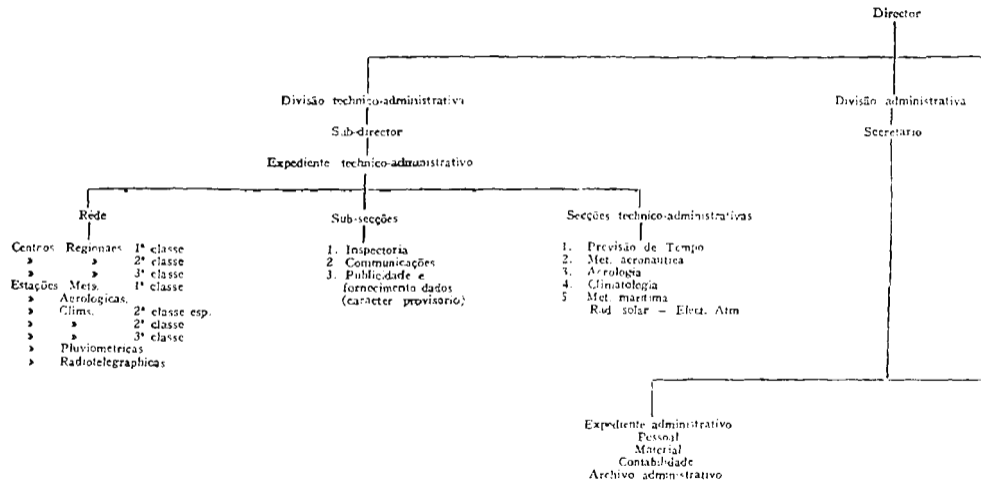 Director
Divisão technico-administrativa
Sub-director
Expediente technico-administrativo
Divisão administrativa
Secretario
Rêde
Centros Regionaes 1ª classe
» » 2ª classe
» » 3ª classe
Estações Mets. 1ª classe
» Aerologicas.
» Clims. 2ª classe esp.
» » 2ª classe
» » 3ª classe
» Pluviometricas
» Radiotelegraphicas
Sub-secções
1. Inspectoria
2 Communicações
3. Publicidade e
fornecimento dados
(caracter provisorio)
Secções technico-administrativas
1. Previsão de Tempo
2. Met. aeronautica
3. Aerologia
4. Climatologia
5 Met. maritima
Rad solar – Elect. Atm
Expediente administrativo
Pessoal
Material
Contabilidade
Archivo administrativo